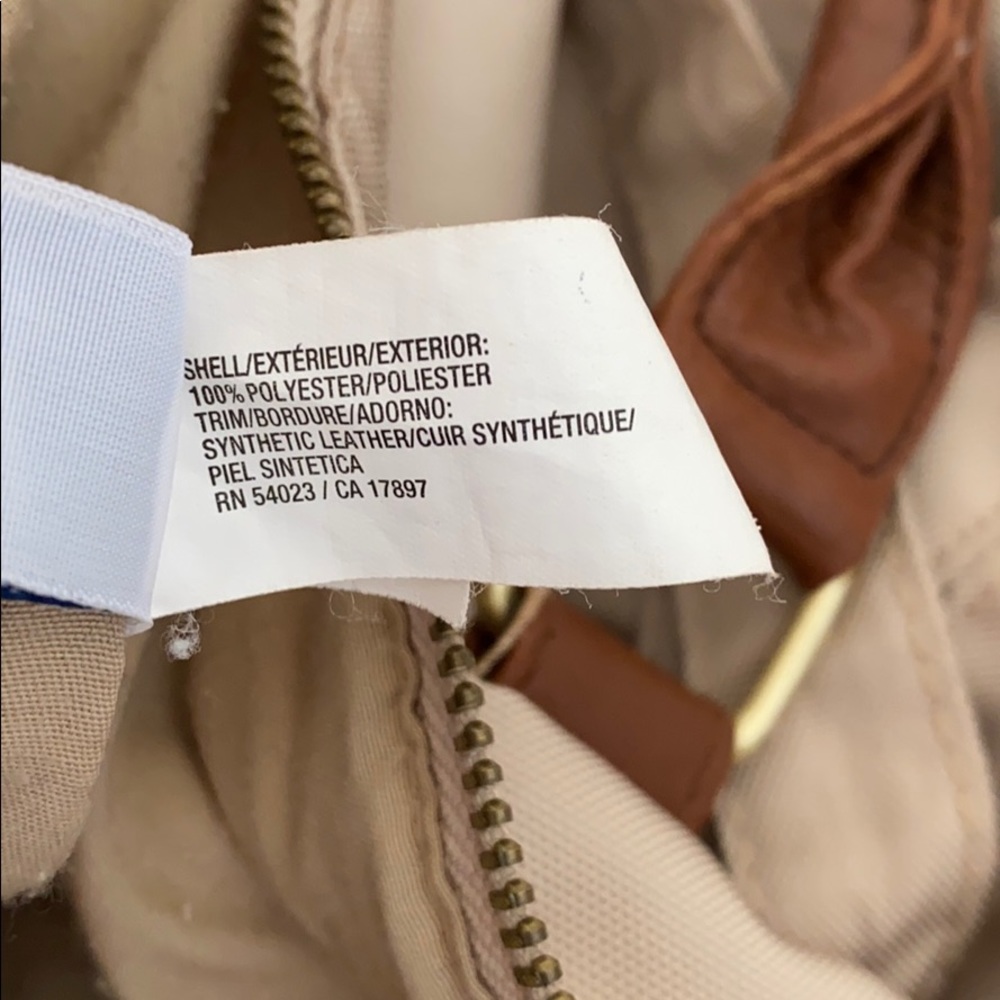 SHELL/EXTÉRIEUR/EXTERIOR:
100% POLYESTER/POLIESTER
TRIM/BORDURE/ADORNO:
SYNTHETIC LEATHER/CUIR SYNTHÉTIQUE/
PIEL SINTETICA
RN 54023 / CA 17897